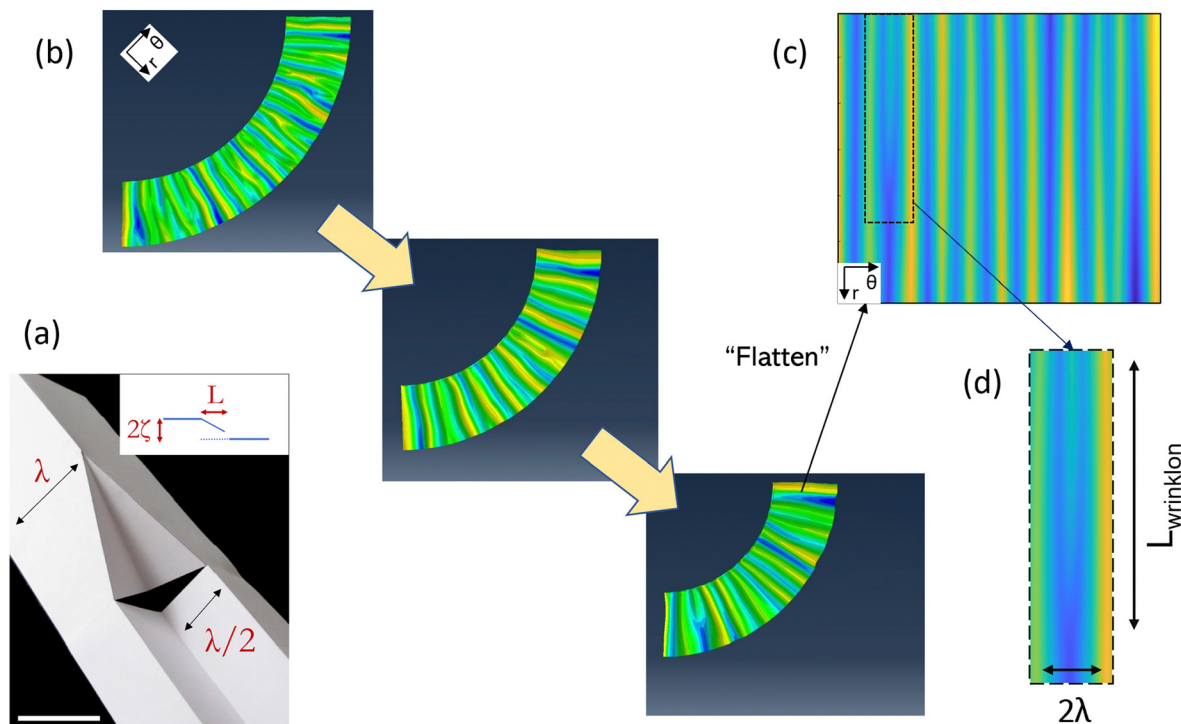 (b)
θ
r
(c)
r θ
(a)
L
2ζ
λ
λ/2
“Flatten”
(d)
Lwrinklon
2λ